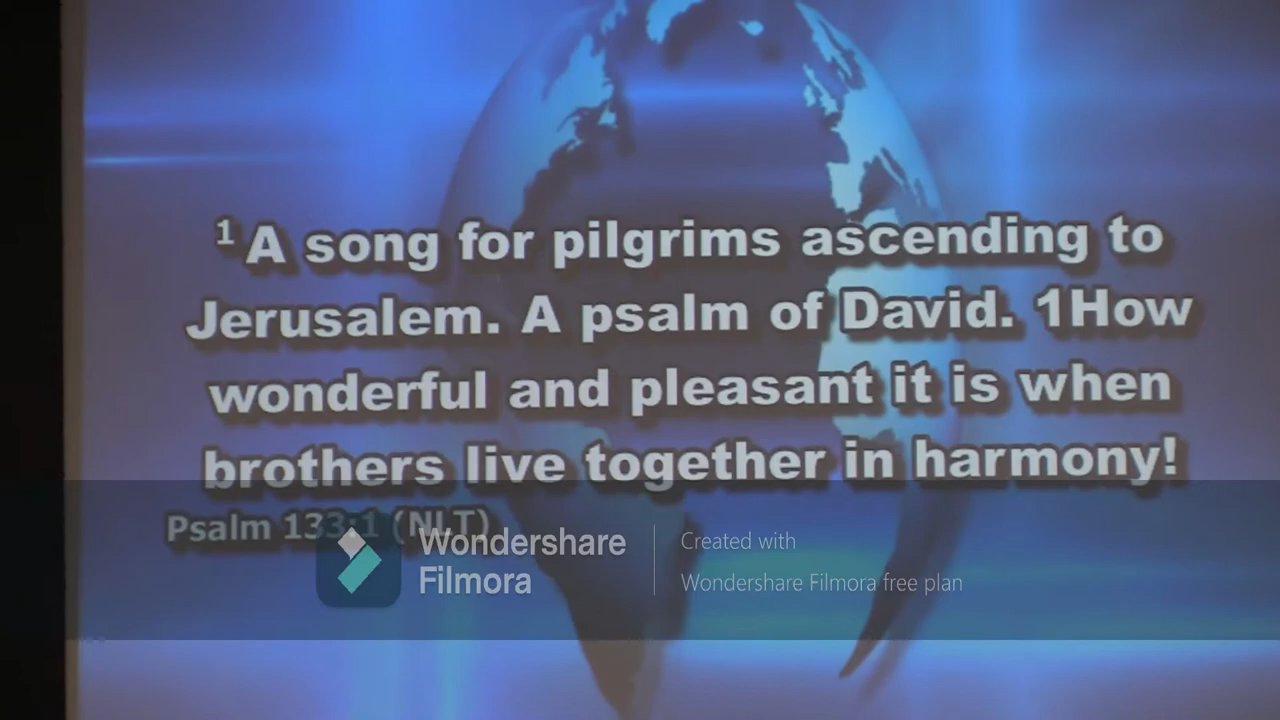 ¹ A song for pilgrims ascending to
Jerusalem. A psalm of David. 1How
wonderful and pleasant it is when
brothers live together in harmony!
Psalm 133:1 (NLT)
Wondershare
Filmora
Created with
Wondershare Filmora free plan